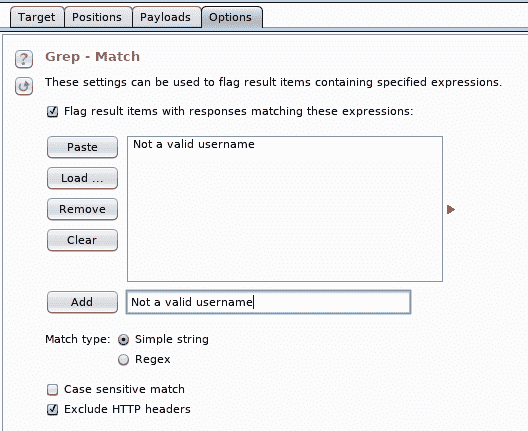 Target Positions Payloads Options
? Grep - Match
These settings can be used to flag result items containing specified expressions.
Flag result items with responses matching these expressions:
Paste Not a valid username
Load ...
Remove
Clear
Add Not a valid username
Match type: Simple string
Regex
Case sensitive match
Exclude HTTP headers